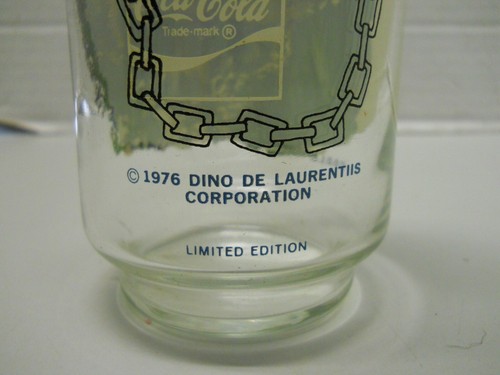 Coca-Cola
Trade-mark ®
© 1976 DINO DE LAURENTIIS
CORPORATION
LIMITED EDITION